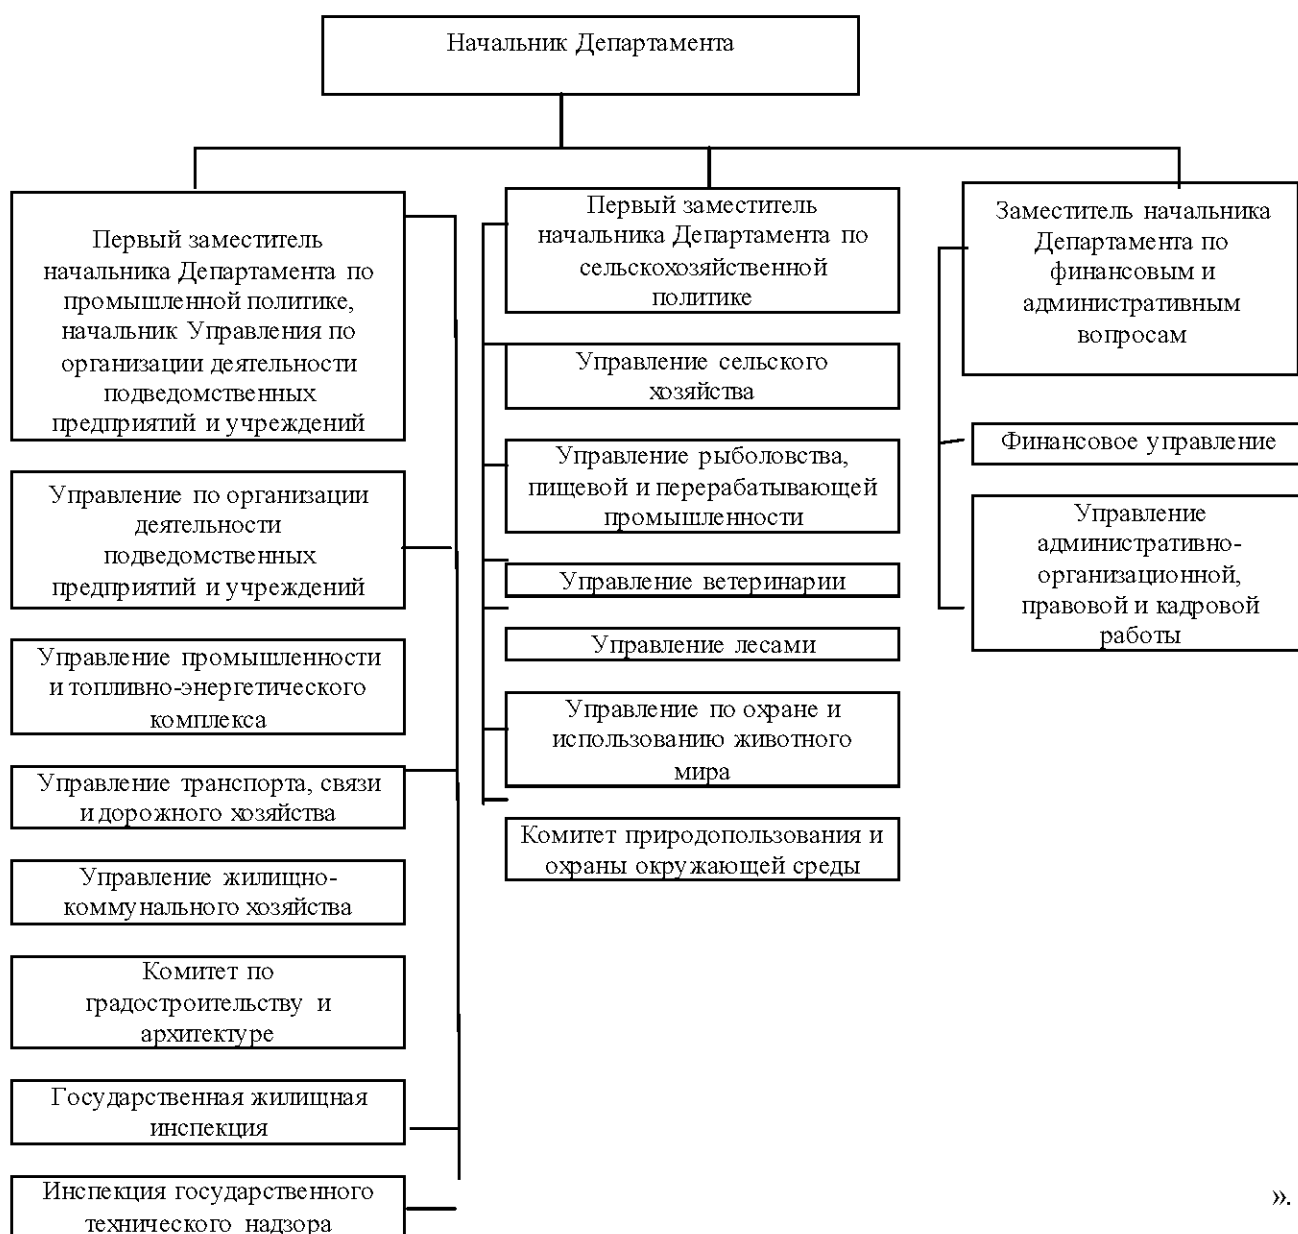 Начальник Департамента
Первый заместитель
начальника Департамента по
промышленной политике,
начальник Управления по
организации деятельности
подведомственных
предприятий и учреждений
Управление по организации
деятельности
подведомственных
предприятий и учреждений
Управление промышленности
и топливно-энергетического
комплекса
Управление транспорта, связи
и дорожного хозяйства
Управление жилищно-
коммунального хозяйства
Комитет по
градостроительству и
архитектуре
Государственная жилищная
инспекция
Инспекция государственного
технического надзора
Первый заместитель
начальника Департамента по
сельскохозяйственной
политике
Управление сельского
хозяйства
Управление рыболовства,
пищевой и перерабатывающей
промышленности
Управление ветеринарии
Управление лесами
Управление по охране и
использованию животного
мира
Комитет природопользования и
охраны окружающей среды
Заместитель начальника
Департамента по
финансовым и
административным
вопросам
Финансовое управление
Управление
административно-
организационной,
правовой и кадровой
работы
».